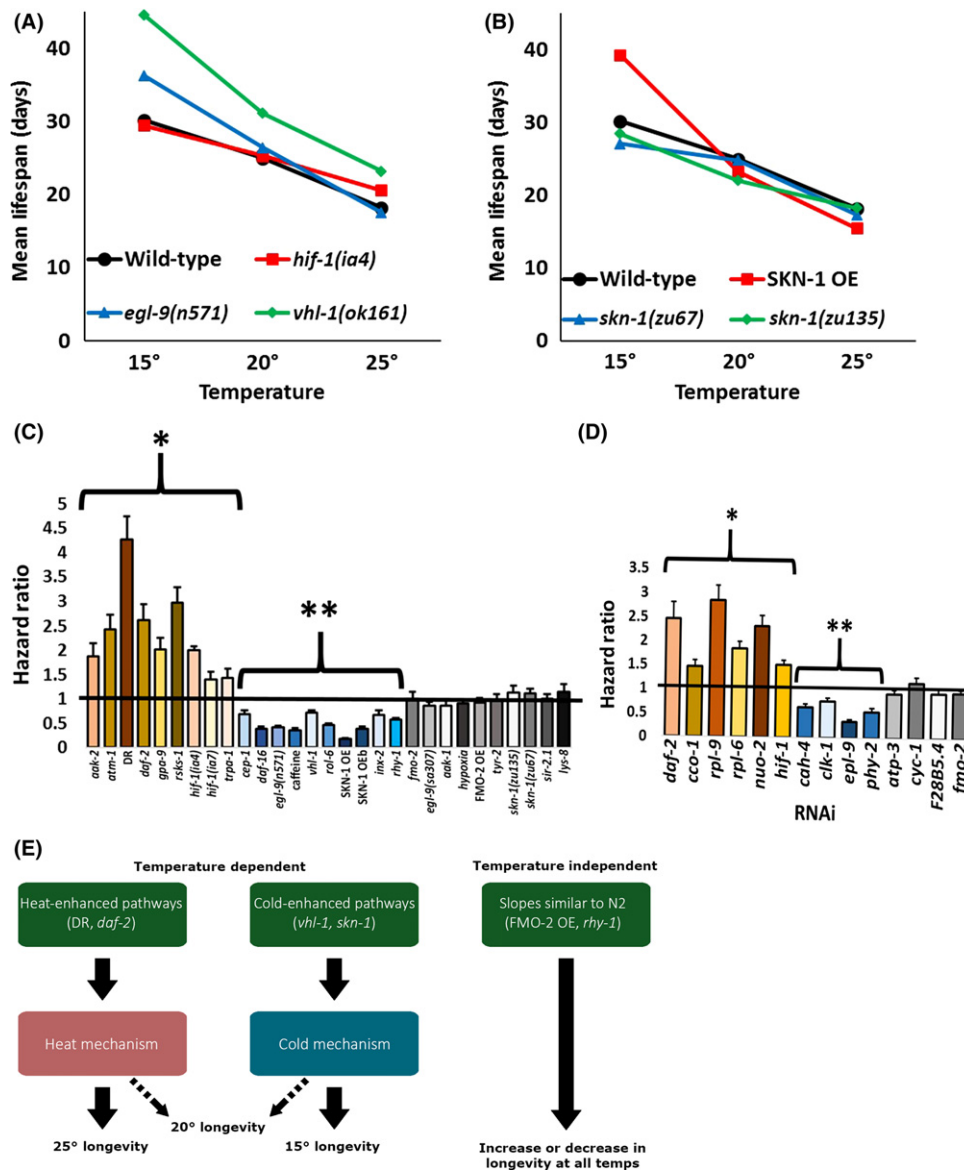 (A)
Mean lifespan (days)
40
30
20
10
0
Wild-type
hif-1(ia4)
egl-9(n571)
vhl-1(ok161)
15°
20°
25°
Temperature
(B)
Mean lifespan (days)
40
30
20
10
0
Wild-type
SKN-1 OE
skn-1(zu67)
skn-1(zu135)
15°
20°
25°
Temperature
(C)
*
**
Hazard ratio
5
4.5
4
3.5
3
2.5
2
1.5
1
0.5
0
aak-2
atm-1
DR
daf-2
gpa-9
rsks-1
hif-1(ia4)
hif-1(ia7)
trpa-1
cep-1
daf-16
egl-9(n571)
caffeine
vhl-1
rol-6
SKN-1 OE
SKN-1 OEb
inx-2
rhy-1
fmo-2
egl-9(sa307)
aak-1
hypoxia
FMO-2 OE
tyr-2
skn-1(zu135)
skn-1(zu67)
sir-2.1
lys-8
(D)
*
**
Hazard ratio
3.5
3
2.5
2
1.5
1
0.5
0
daf-2
cco-1
rpl-9
rpl-6
nuo-2
hif-1
cah-4
clk-1
epl-9
phy-2
atp-3
cyc-1
F28B5.4
fmo-2
RNAi
(E)
Temperature dependent
Temperature independent
Heat-enhanced pathways
(DR, daf-2)
Cold-enhanced pathways
(vhl-1, skn-1)
Slopes similar to N2
(FMO-2 OE, rhy-1)
Heat mechanism
Cold mechanism
20° longevity
25° longevity
15° longevity
Increase or decrease in
longevity at all temps